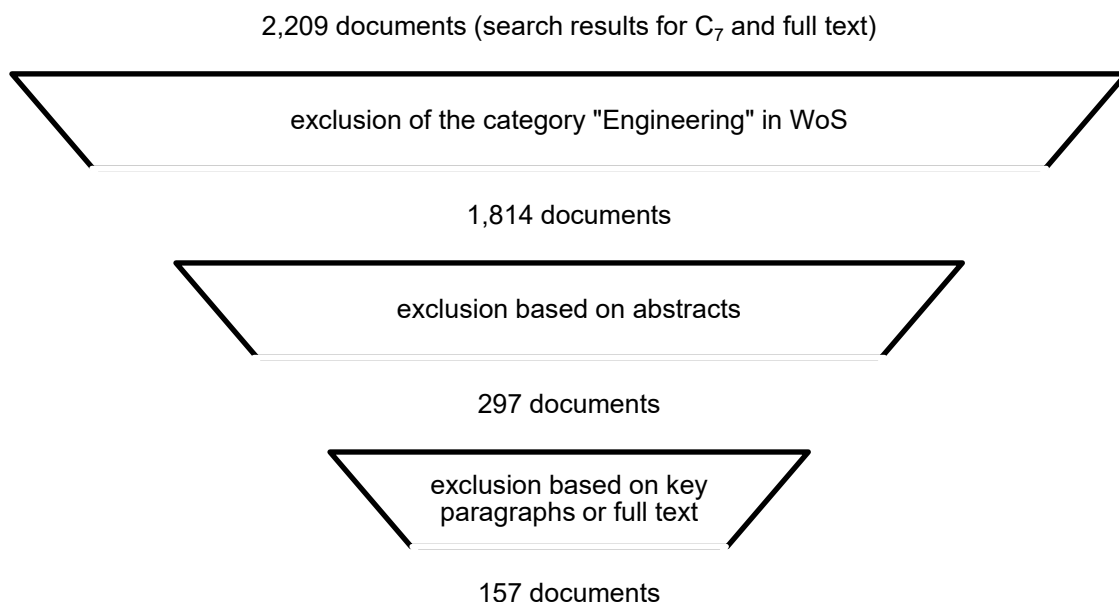 2,209 documents (search results for C₇ and full text)
exclusion of the category "Engineering" in WoS
1,814 documents
exclusion based on abstracts
297 documents
exclusion based on key
paragraphs or full text
157 documents